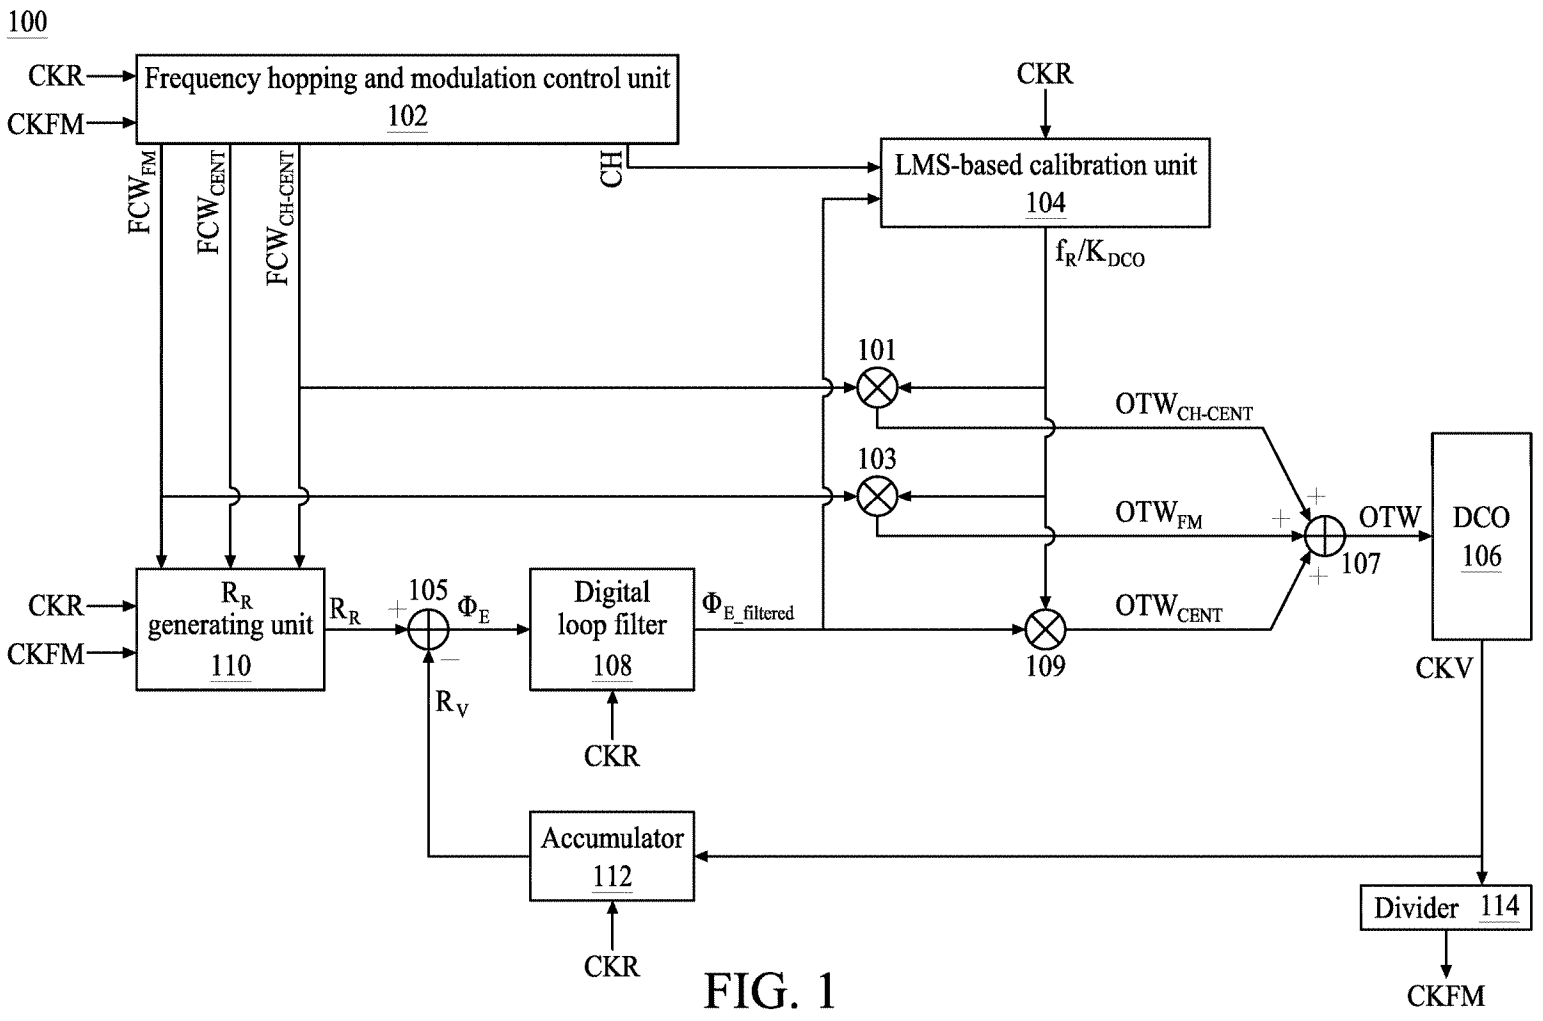 100
CKR
CKFM
Frequency hopping and modulation control unit
102
CKR
FCW_FM
FCW_CENT
FCW_CH-CENT
CH
LMS-based calibration unit
104
f_R/K_DCO
101
OTW_CH-CENT
103
OTW_FM
+
+
+
107
OTW
DCO
106
CKR
CKFM
R_R
generating unit
110
R_R
+
105
−
Φ_E
Digital
loop filter
108
CKR
Φ_E_filtered
109
OTW_CENT
CKV
R_V
Accumulator
112
CKR
Divider 114
CKFM
FIG. 1